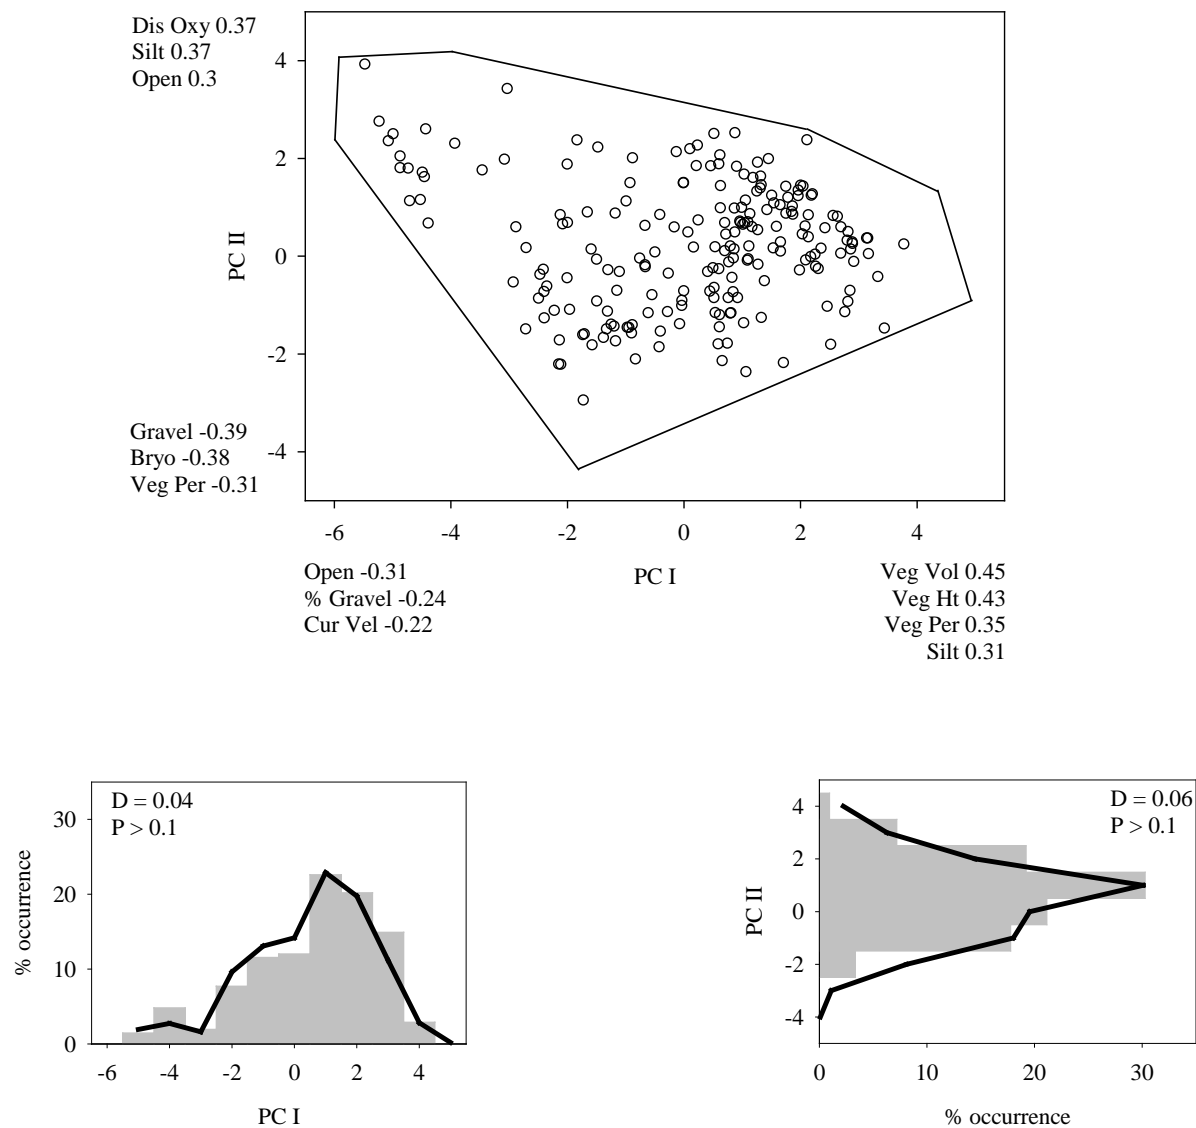 Dis Oxy 0.37
Silt 0.37
Open 0.3
4
2
0
-2
-4
PC II
Gravel -0.39
Bryo -0.38
Veg Per -0.31
-6 -4 -2 0 2 4
PC I
Open -0.31
% Gravel -0.24
Cur Vel -0.22
Veg Vol 0.45
Veg Ht 0.43
Veg Per 0.35
Silt 0.31
D = 0.04
P > 0.1
30
20
10
0
% occurrence
-6 -4 -2 0 2 4
PC I
D = 0.06
P > 0.1
4
2
0
-2
-4
PC II
0 10 20 30
% occurrence